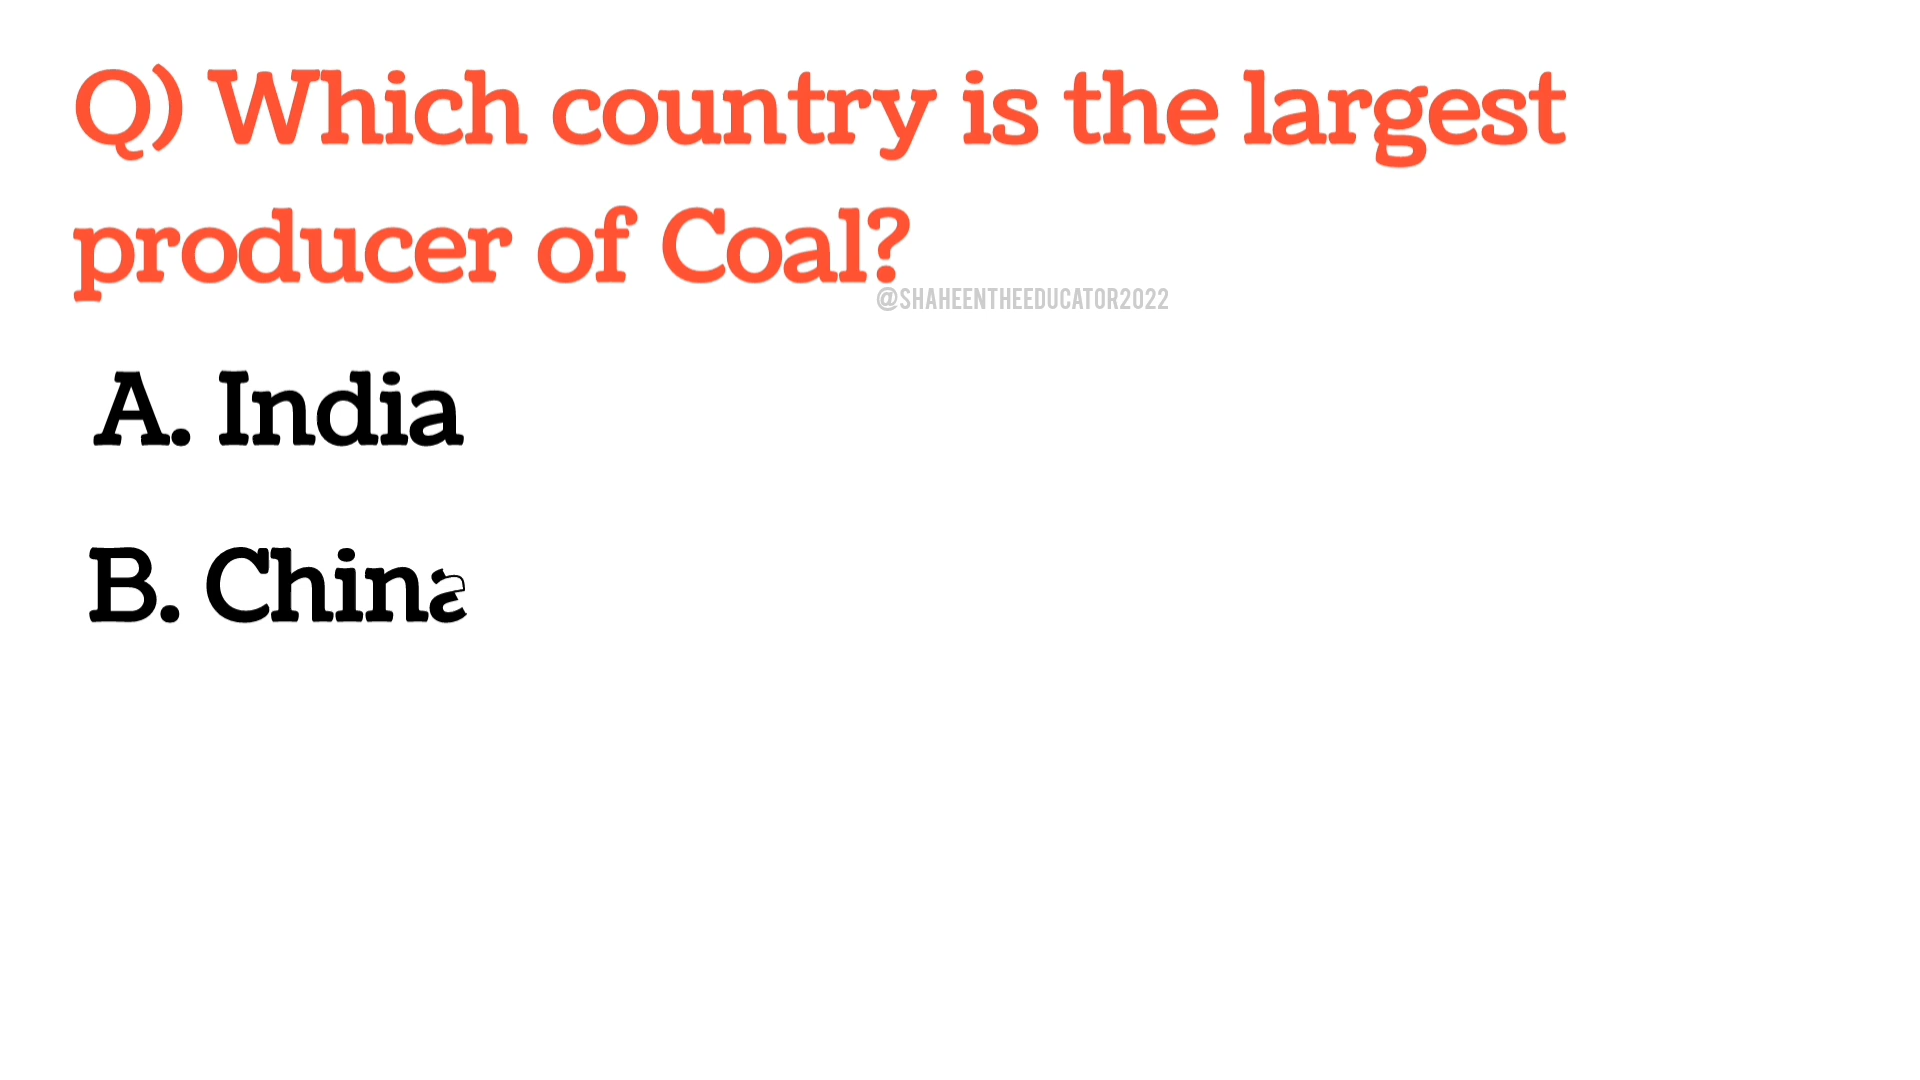 Q) Which country is the largest
producer of Coal?
@SHAHEENTHEEDUCATOR2022
A. India
B. China